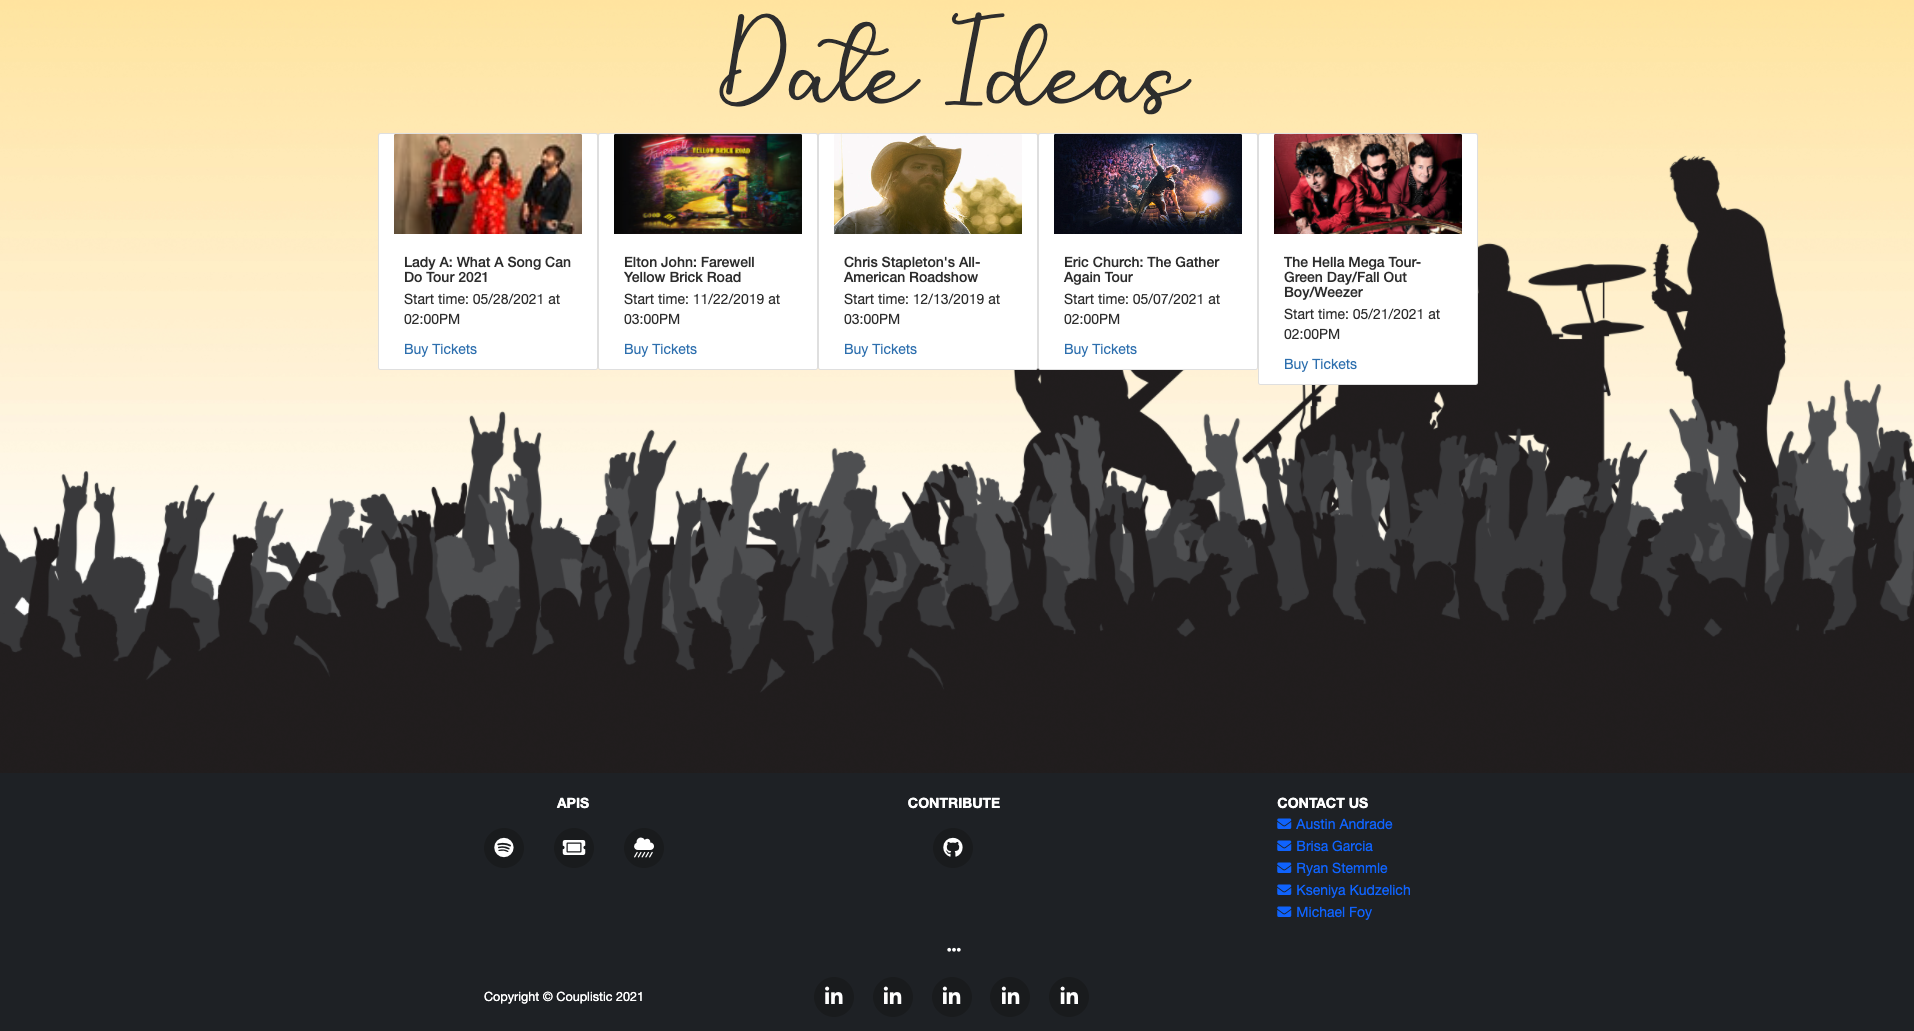 Date Ideas
YELLOW BRICK ROAD
Lady A: What A Song Can
Do Tour 2021
Start time: 05/28/2021 at
02:00PM
Buy Tickets
Elton John: Farewell
Yellow Brick Road
Start time: 11/22/2019 at
03:00PM
Buy Tickets
Chris Stapleton's All-
American Roadshow
Start time: 12/13/2019 at
03:00PM
Buy Tickets
Eric Church: The Gather
Again Tour
Start time: 05/07/2021 at
02:00PM
Buy Tickets
The Hella Mega Tour-
Green Day/Fall Out
Boy/Weezer
Start time: 05/21/2021 at
02:00PM
Buy Tickets
APIS
CONTRIBUTE
CONTACT US
Austin Andrade
Brisa Garcia
Ryan Stemmle
Kseniya Kudzelich
Michael Foy
...
Copyright © Couplistic 2021
in in in in in